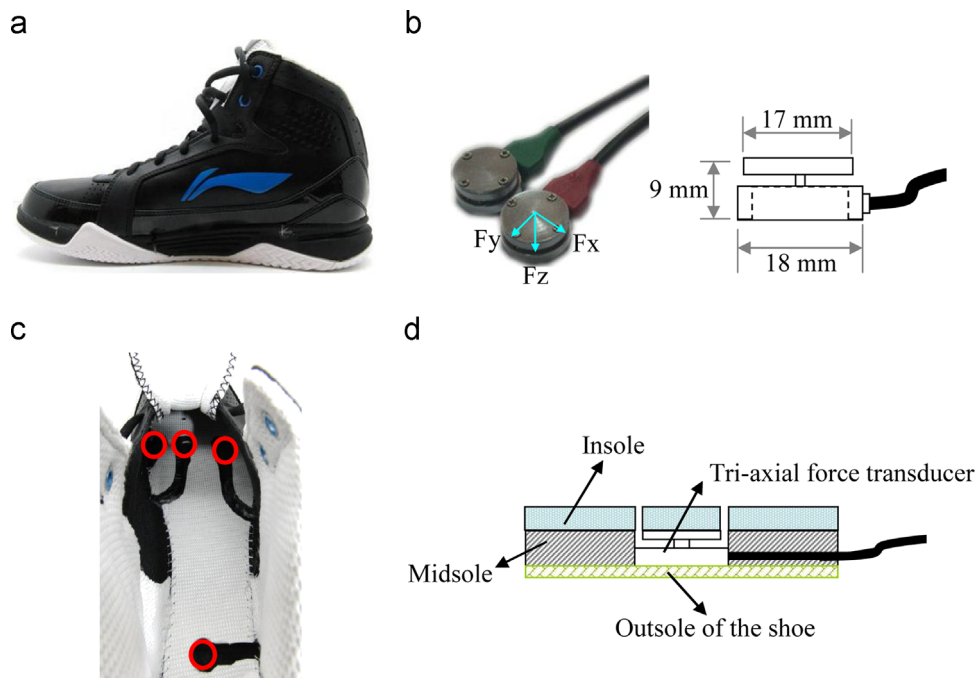 a
b
17 mm
9 mm
Fy
Fx
Fz
18 mm
c
d
Insole
Tri-axial force transducer
Midsole
Outsole of the shoe